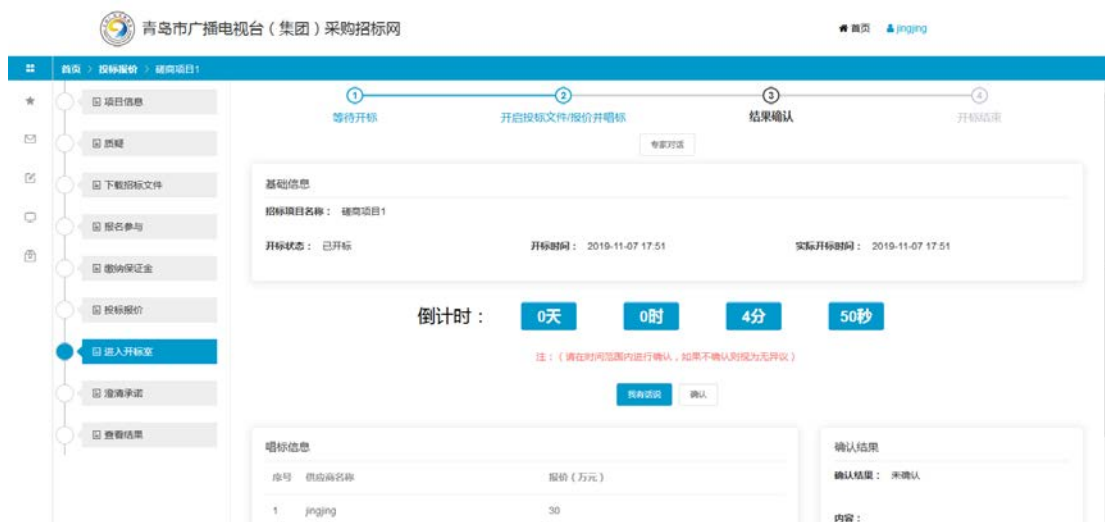 青岛市广播电视台（集团）采购招标网
首页 jingjing
首页 > 投标报价 > 磋商项目1
项目信息
质疑
下载招标文件
报名参与
缴纳保证金
投标报价
进入开标室
澄清承诺
查看结果
1 2 3 4
等待开标 开启投标文件/报价并唱标 结果确认 开标结束
专家对话
基础信息
招标项目名称： 磋商项目1
开标状态： 已开标 开标时间： 2019-11-07 17:51 实际开标时间： 2019-11-07 17:51
倒计时： 0天 0时 4分 50秒
注：（请在时间范围内进行确认，如果不确认则视为无异议）
我有话说 确认
唱标信息
序号 供应商名称 报价（万元）
1 jingjing 30
确认结果
确认结果： 未确认
内容：